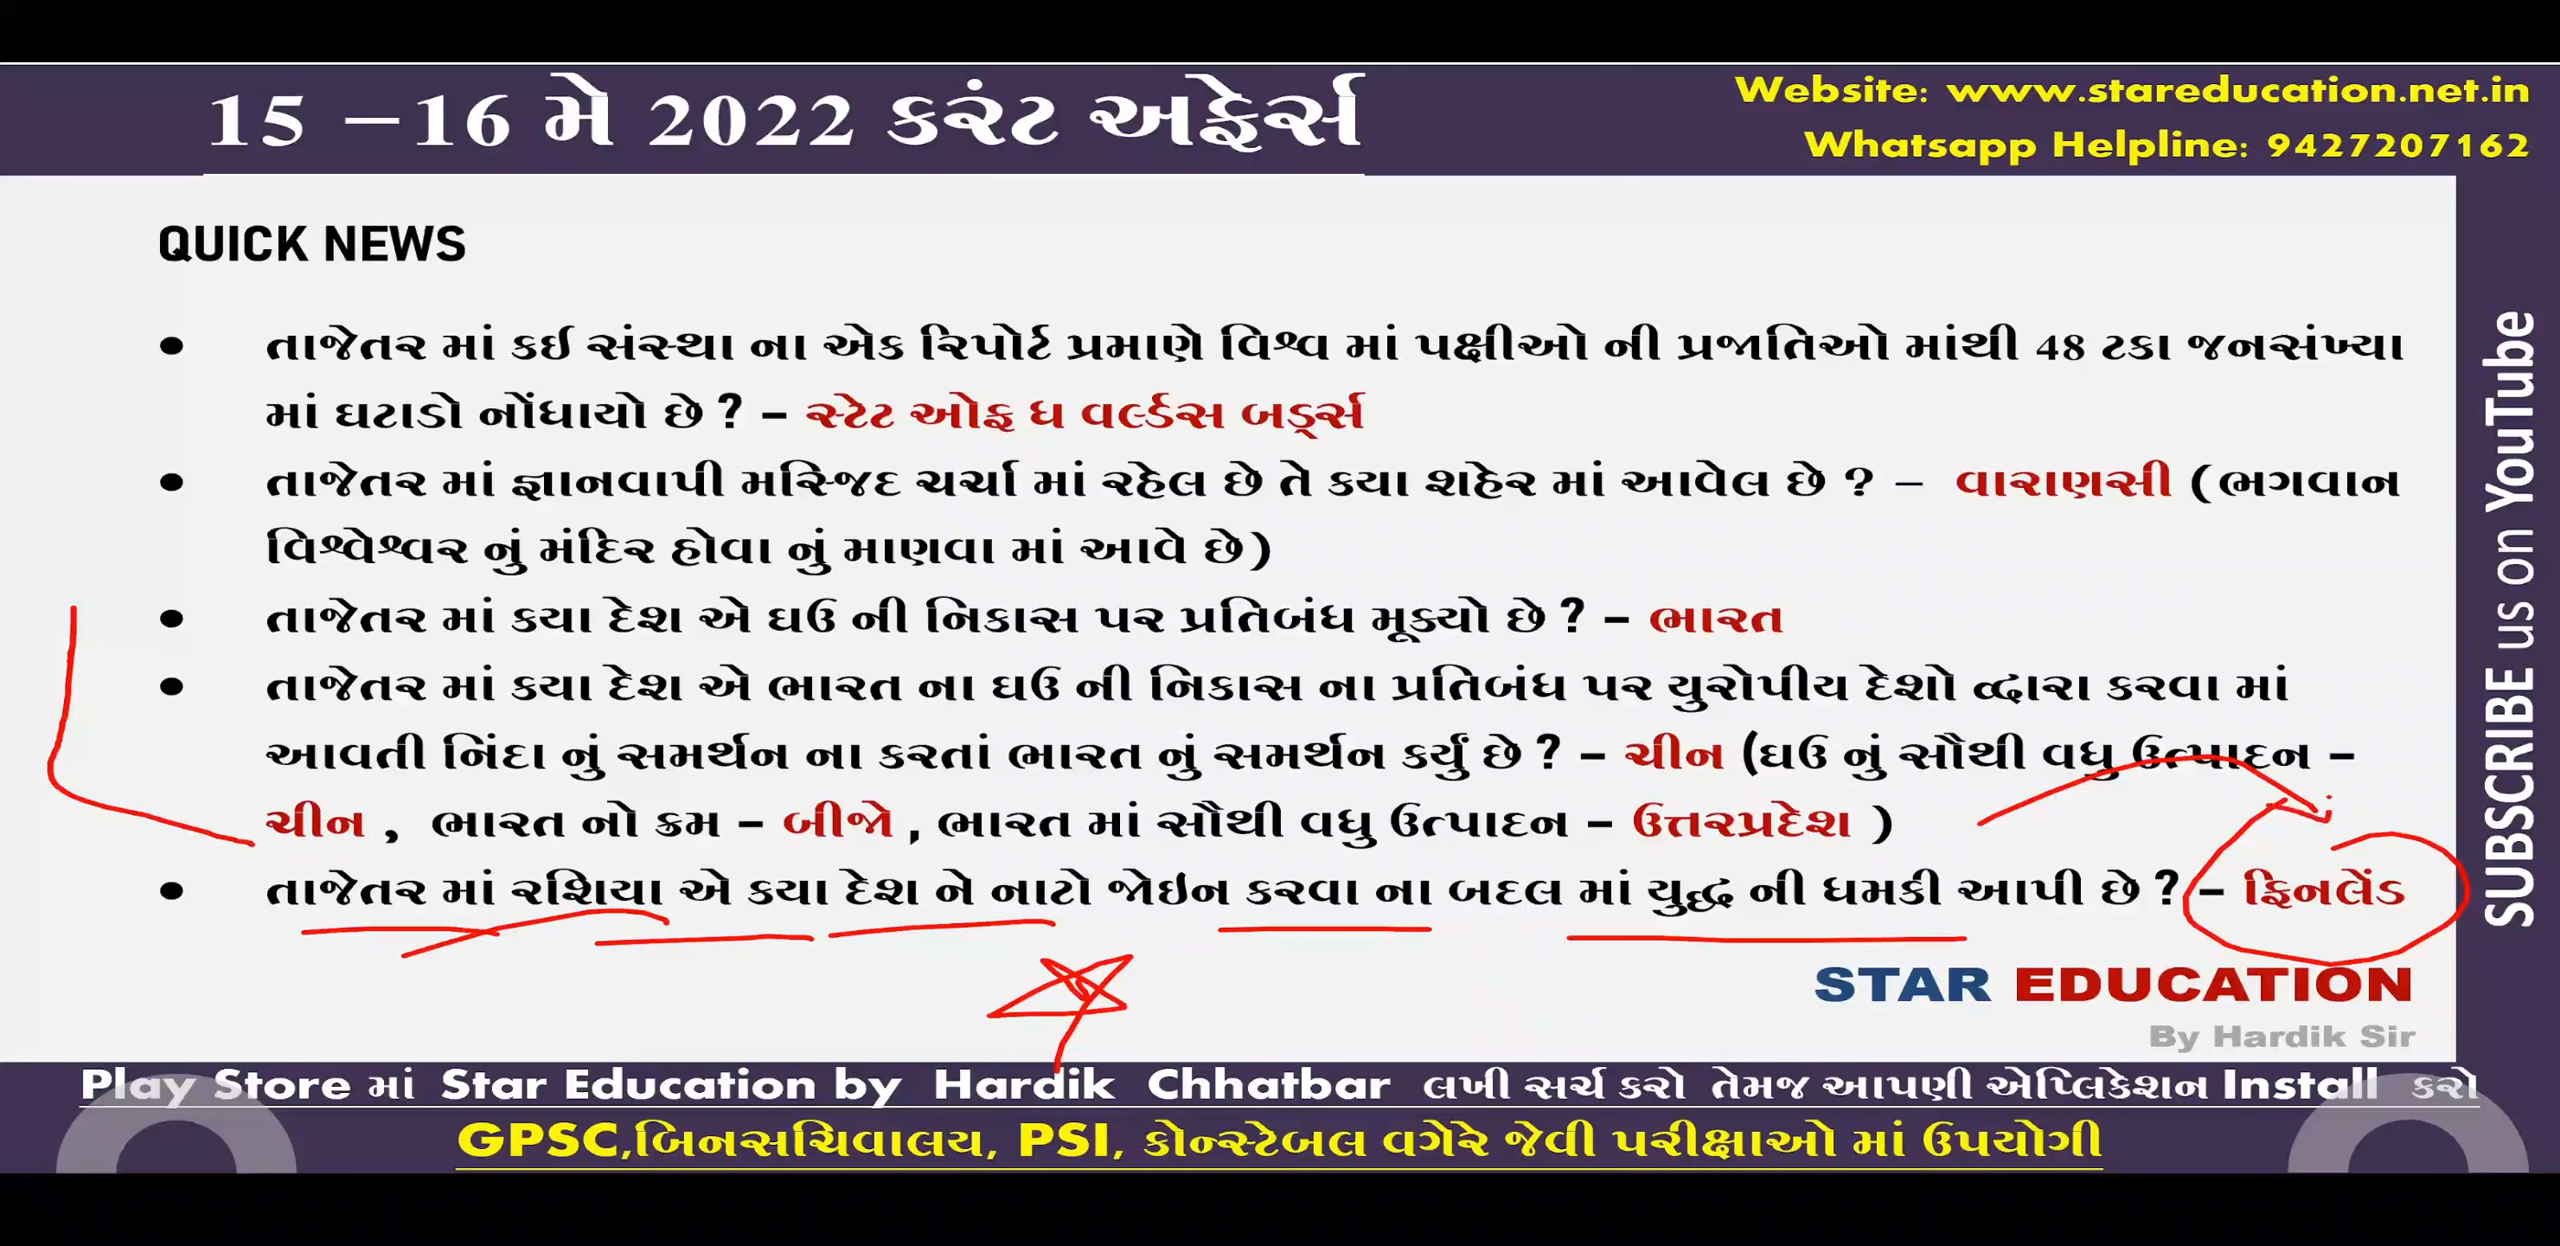 15 –16 મે 2022 કરંટ અફેર્સ
Website: www.stareducation.net.in
Whatsapp Helpline: 9427207162
QUICK NEWS
• તાજેતર માં કઈ સંસ્થા ના એક રિપોર્ટ પ્રમાણે વિશ્વ માં પક્ષીઓ ની પ્રજાતિઓ માંથી 48 ટકા જનસંખ્યા
માં ઘટાડો નોંધાયો છે ? – સ્ટેટ ઓફ ધ વર્લ્ડસ બર્ડ્સ
• તાજેતર માં જ્ઞાનવાપી મસ્જિદ ચર્ચા માં રહેલ છે તે કયા શહેર માં આવેલ છે ? – વારાણસી (ભગવાન
વિશ્વેશ્વર નું મંદિર હોવા નું માણવા માં આવે છે)
• તાજેતર માં કયા દેશ એ ઘઉ ની નિકાસ પર પ્રતિબંધ મૂક્યો છે ? – ભારત
• તાજેતર માં કયા દેશ એ ભારત ના ઘઉ ની નિકાસ ના પ્રતિબંધ પર યુરોપીય દેશો દ્વારા કરવા માં
આવતી નિંદા નું સમર્થન ના કરતાં ભારત નું સમર્થન કર્યું છે ? – ચીન (ઘઉ નું સૌથી વધુ ઉત્પાદન –
ચીન , ભારત નો ક્રમ – બીજો , ભારત માં સૌથી વધુ ઉત્પાદન – ઉત્તરપ્રદેશ )
• તાજેતર માં રશિયા એ કયા દેશ ને નાટો જોઇન કરવા ના બદલ માં યુદ્ધ ની ધમકી આપી છે ? – ફિનલેંડ
STAR EDUCATION
By Hardik Sir
SUBSCRIBE us on YouTube
Play Store માં Star Education by Hardik Chhatbar લખી સર્ચ કરો તેમજ આપણી એપ્લિકેશન Install કરો
GPSC,બિનસચિવાલય, PSI, કોન્સ્ટેબલ વગેરે જેવી પરીક્ષાઓ માં ઉપયોગી